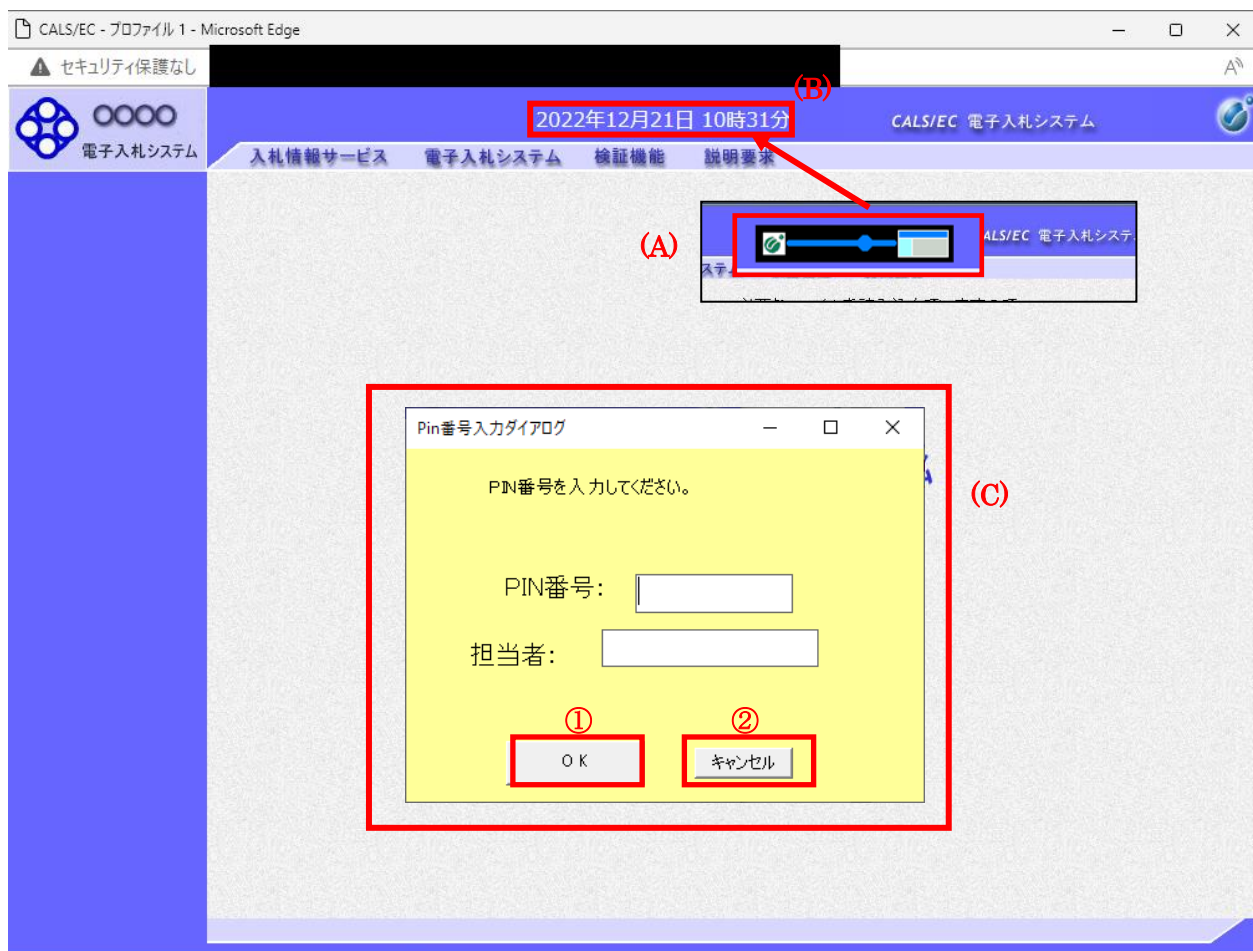 CALS/EC - プロファイル 1 - Microsoft Edge
セキュリティ保護なし
(B)
OOOO
電子入札システム
2022年12月21日 10時31分
CALS/EC 電子入札システム
入札情報サービス 電子入札システム 検証機能 説明要求
(A)
ALS/EC 電子入札システ
ステ
(C)
Pin番号入力ダイアログ
PIN番号を入力してください。
PIN番号:
担当者:
① ②
OK キャンセル